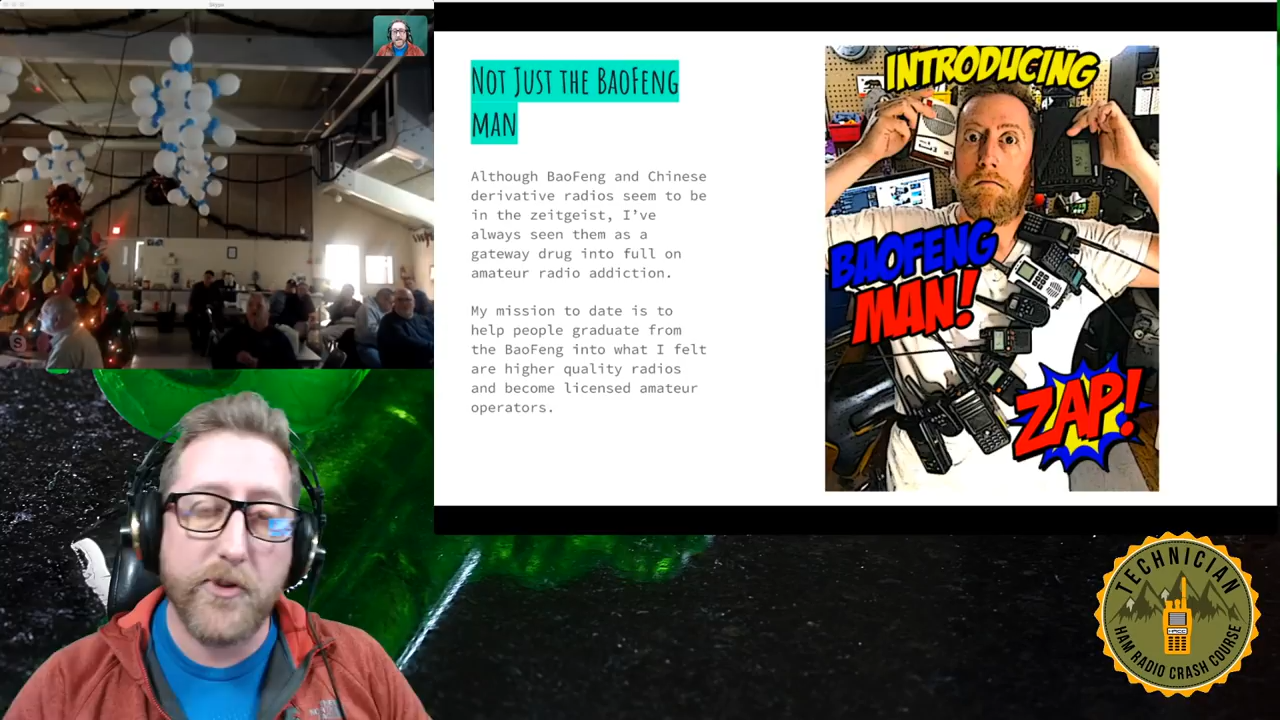 Skype
Not Just the BaoFeng
man
Although BaoFeng and Chinese
derivative radios seem to be
in the zeitgeist, I’ve
always seen them as a
gateway drug into full on
amateur radio addiction.
My mission to date is to
help people graduate from
the BaoFeng into what I felt
are higher quality radios
and become licensed amateur
operators.
INTRODUCING
BAOFENG
MAN!
ZAP!
S
TECHNICIAN
HRCC
HAM RADIO CRASH COURSE